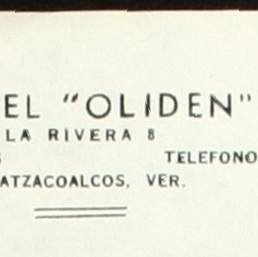 EL "OLIDEN"
LA RIVERA 8
TELEFONO
ATZACOALCOS, VER.